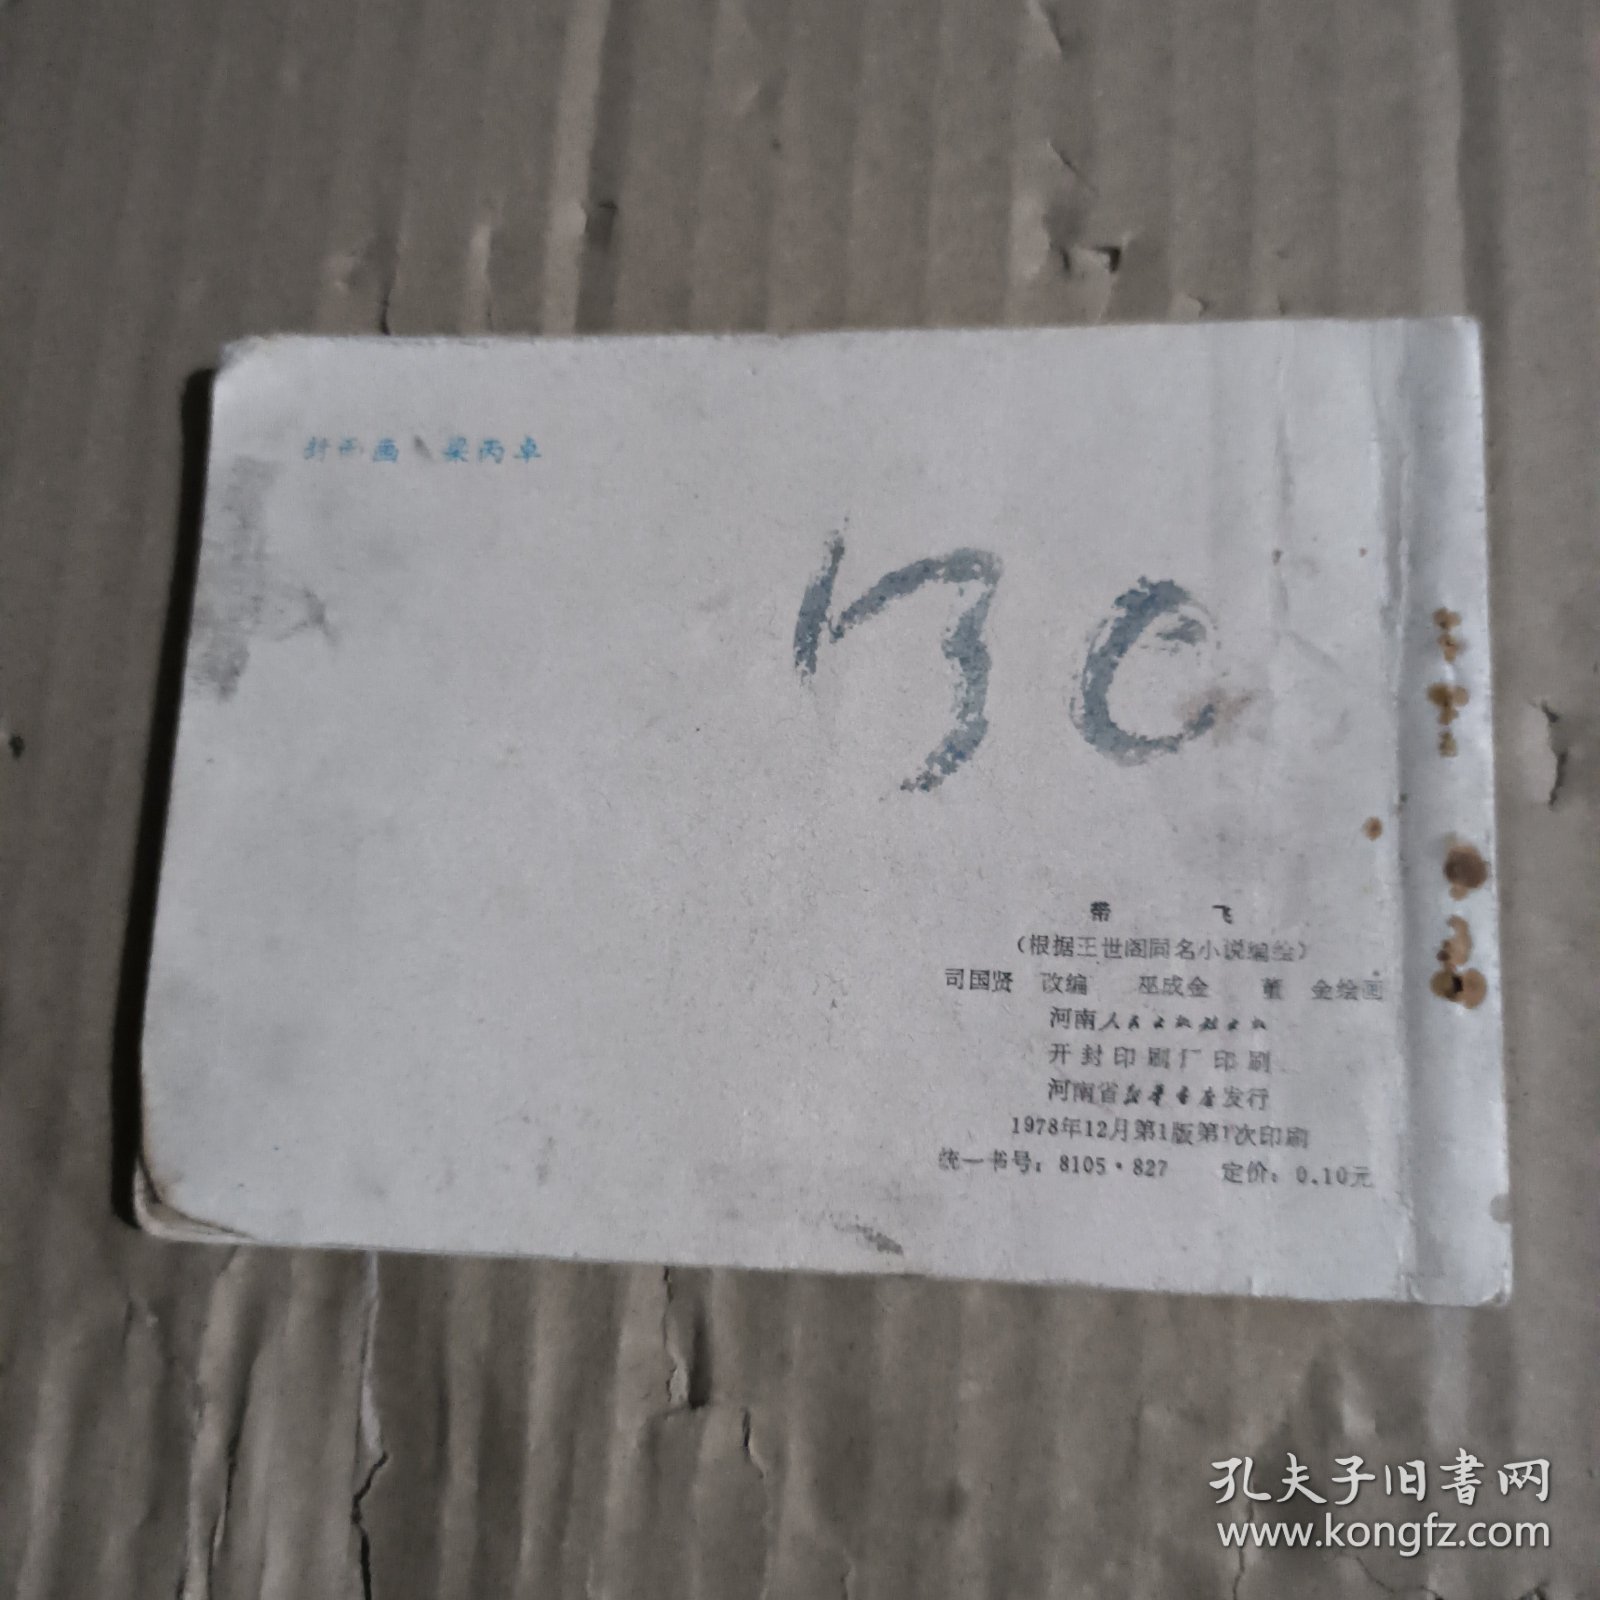 封面画 梁丙卓
带 飞
（根据王世阁同名小说编绘）
司国贤 改编 巫成金 董 金绘画
河南人民出版社出版
开封印刷厂印刷
河南省新华书店发行
1978年12月第1版第1次印刷
统一书号：8105·827 定价：0.10元
孔夫子旧书网
www.kongfz.com